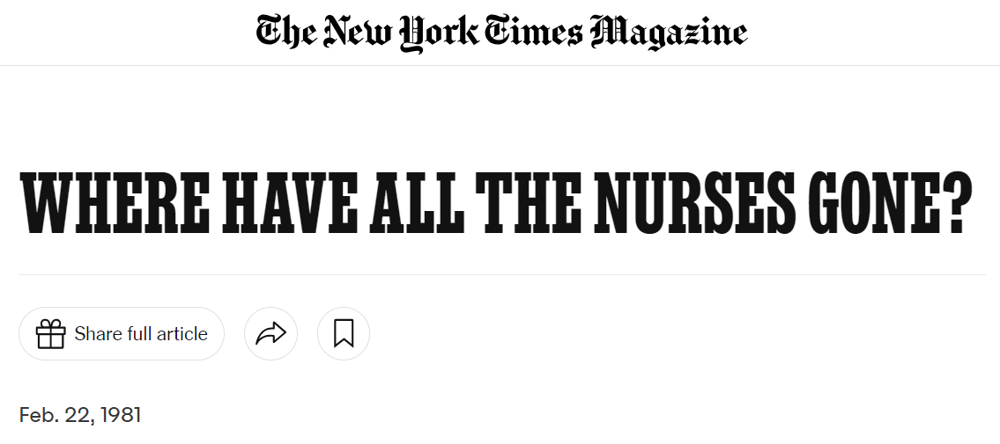 The New York Times Magazine
WHERE HAVE ALL THE NURSES GONE?
Share full article
Feb. 22, 1981